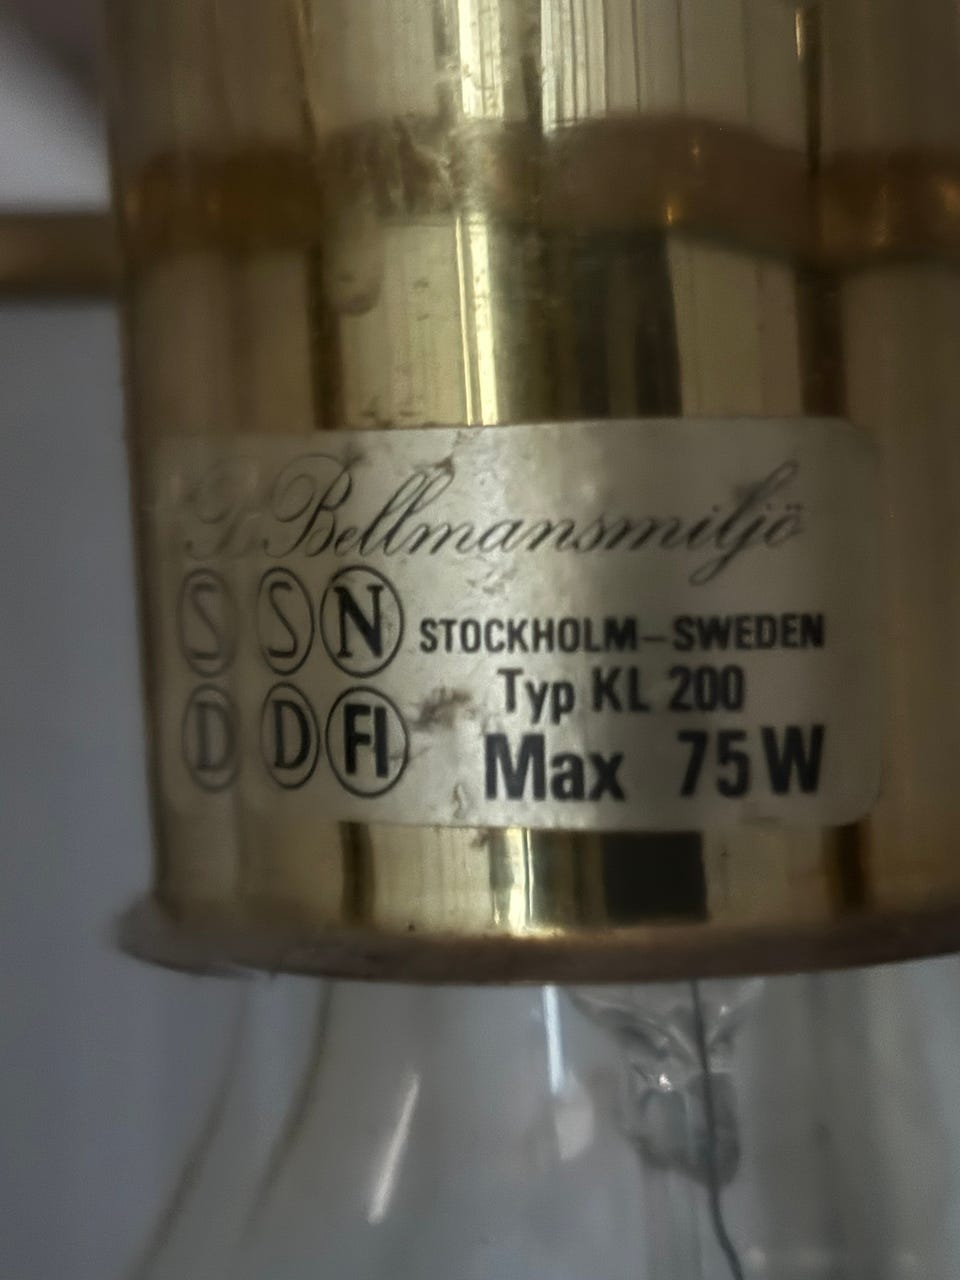 Bellmansmiljö
S N STOCKHOLM–SWEDEN
D FI Typ KL 200
Max 75W